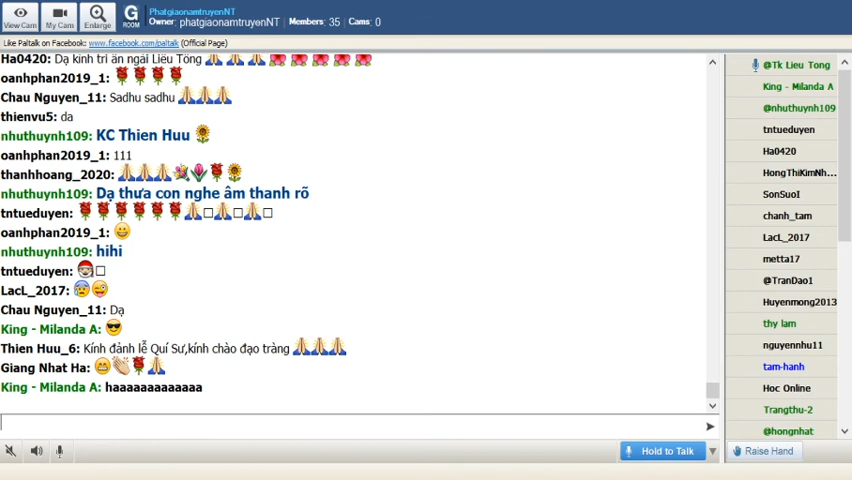 View Cam
My Cam
Enlarge
G
ROOM
PhatgiaonamtruyenNT
Owner: phatgiaonamtruyenNT | Members: 35 Cams: 0
Like Paltalk on Facebook: www.facebook.com/paltalk (Official Page)
Ha0420: Dạ kính tri ân ngài Liễu Tông 🙏🙏🙏🌺🌺🌺🌺🌺
oanhphan2019_1: 🌹🌹🌹🌹
Chau Nguyen_11: Sadhu sadhu 🙏🙏🙏
thienvu5: da
nhuthuynh109: KC Thien Huu 🌻
oanhphan2019_1: 111
thanhhoang_2020: 🙏🙏🙏💐🌷🌹🌻
nhuthuynh109: Dạ thưa con nghe âm thanh rõ
tntueduyen: 🌹🌹🌹🌹🌹🌹🙏□🙏□🙏□
oanhphan2019_1: 😀
nhuthuynh109: hihi
tntueduyen: 🎅□
LacL_2017: 😰😜
Chau Nguyen_11: Dạ
King - Milanda A: 😎
Thien Huu_6: Kính đảnh lễ Quí Sư,kính chào đạo tràng 🙏🙏🙏
Giang Nhat Ha: 😁👏🌹🙏
King - Milanda A: haaaaaaaaaaaaa
@Tk Lieu Tong
King - Milanda A
@nhuthuynh109
tntueduyen
Ha0420
HongThiKimNh...
SonSuoI
chanh_tam
LacL_2017
metta17
@TranDao1
Huyenmong2013
thy lam
nguyennhu11
tam-hanh
Hoc Online
Trangthu-2
@hongnhat
Hold to Talk
Raise Hand